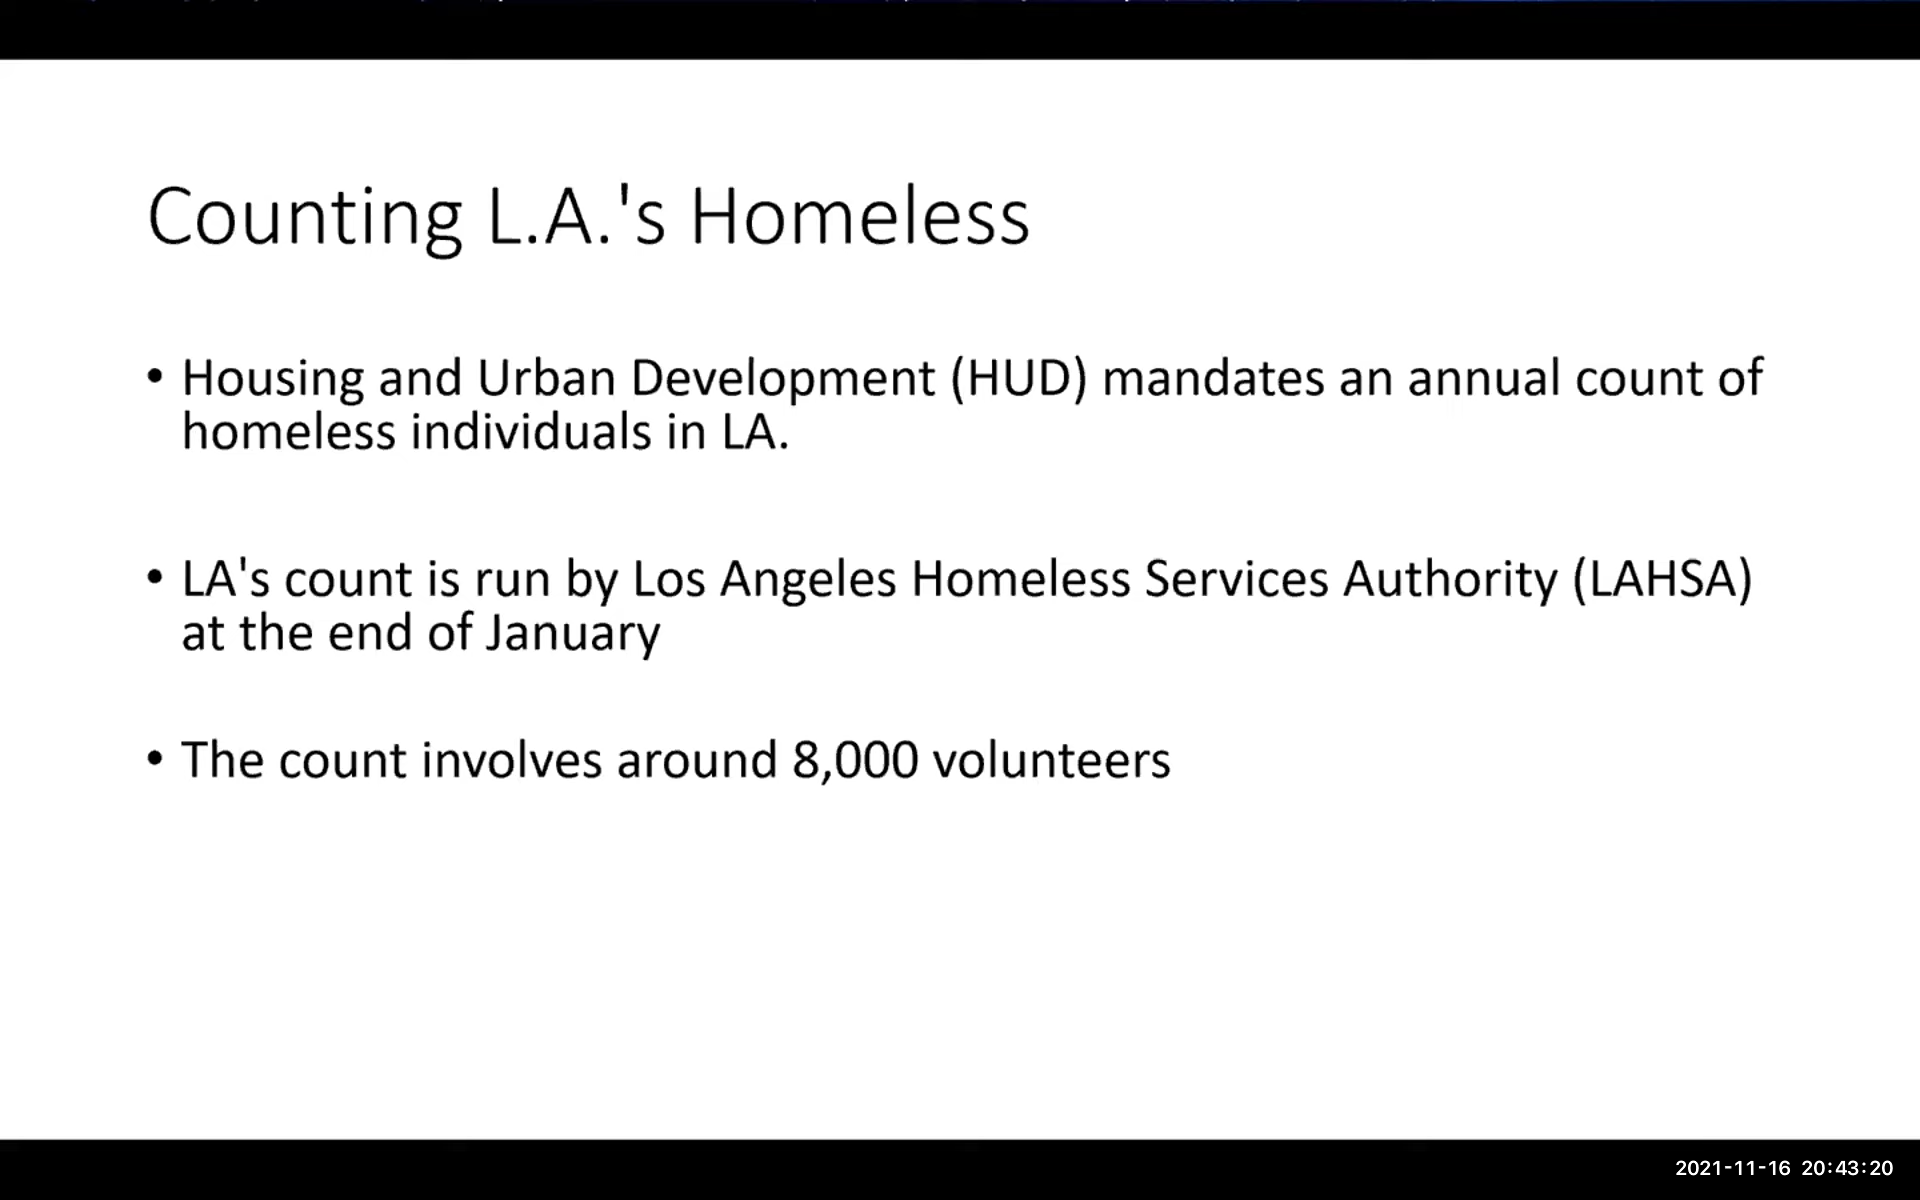 Counting L.A.'s Homeless
• Housing and Urban Development (HUD) mandates an annual count of
homeless individuals in LA.
• LA's count is run by Los Angeles Homeless Services Authority (LAHSA)
at the end of January
• The count involves around 8,000 volunteers
2021-11-16 20:43:20